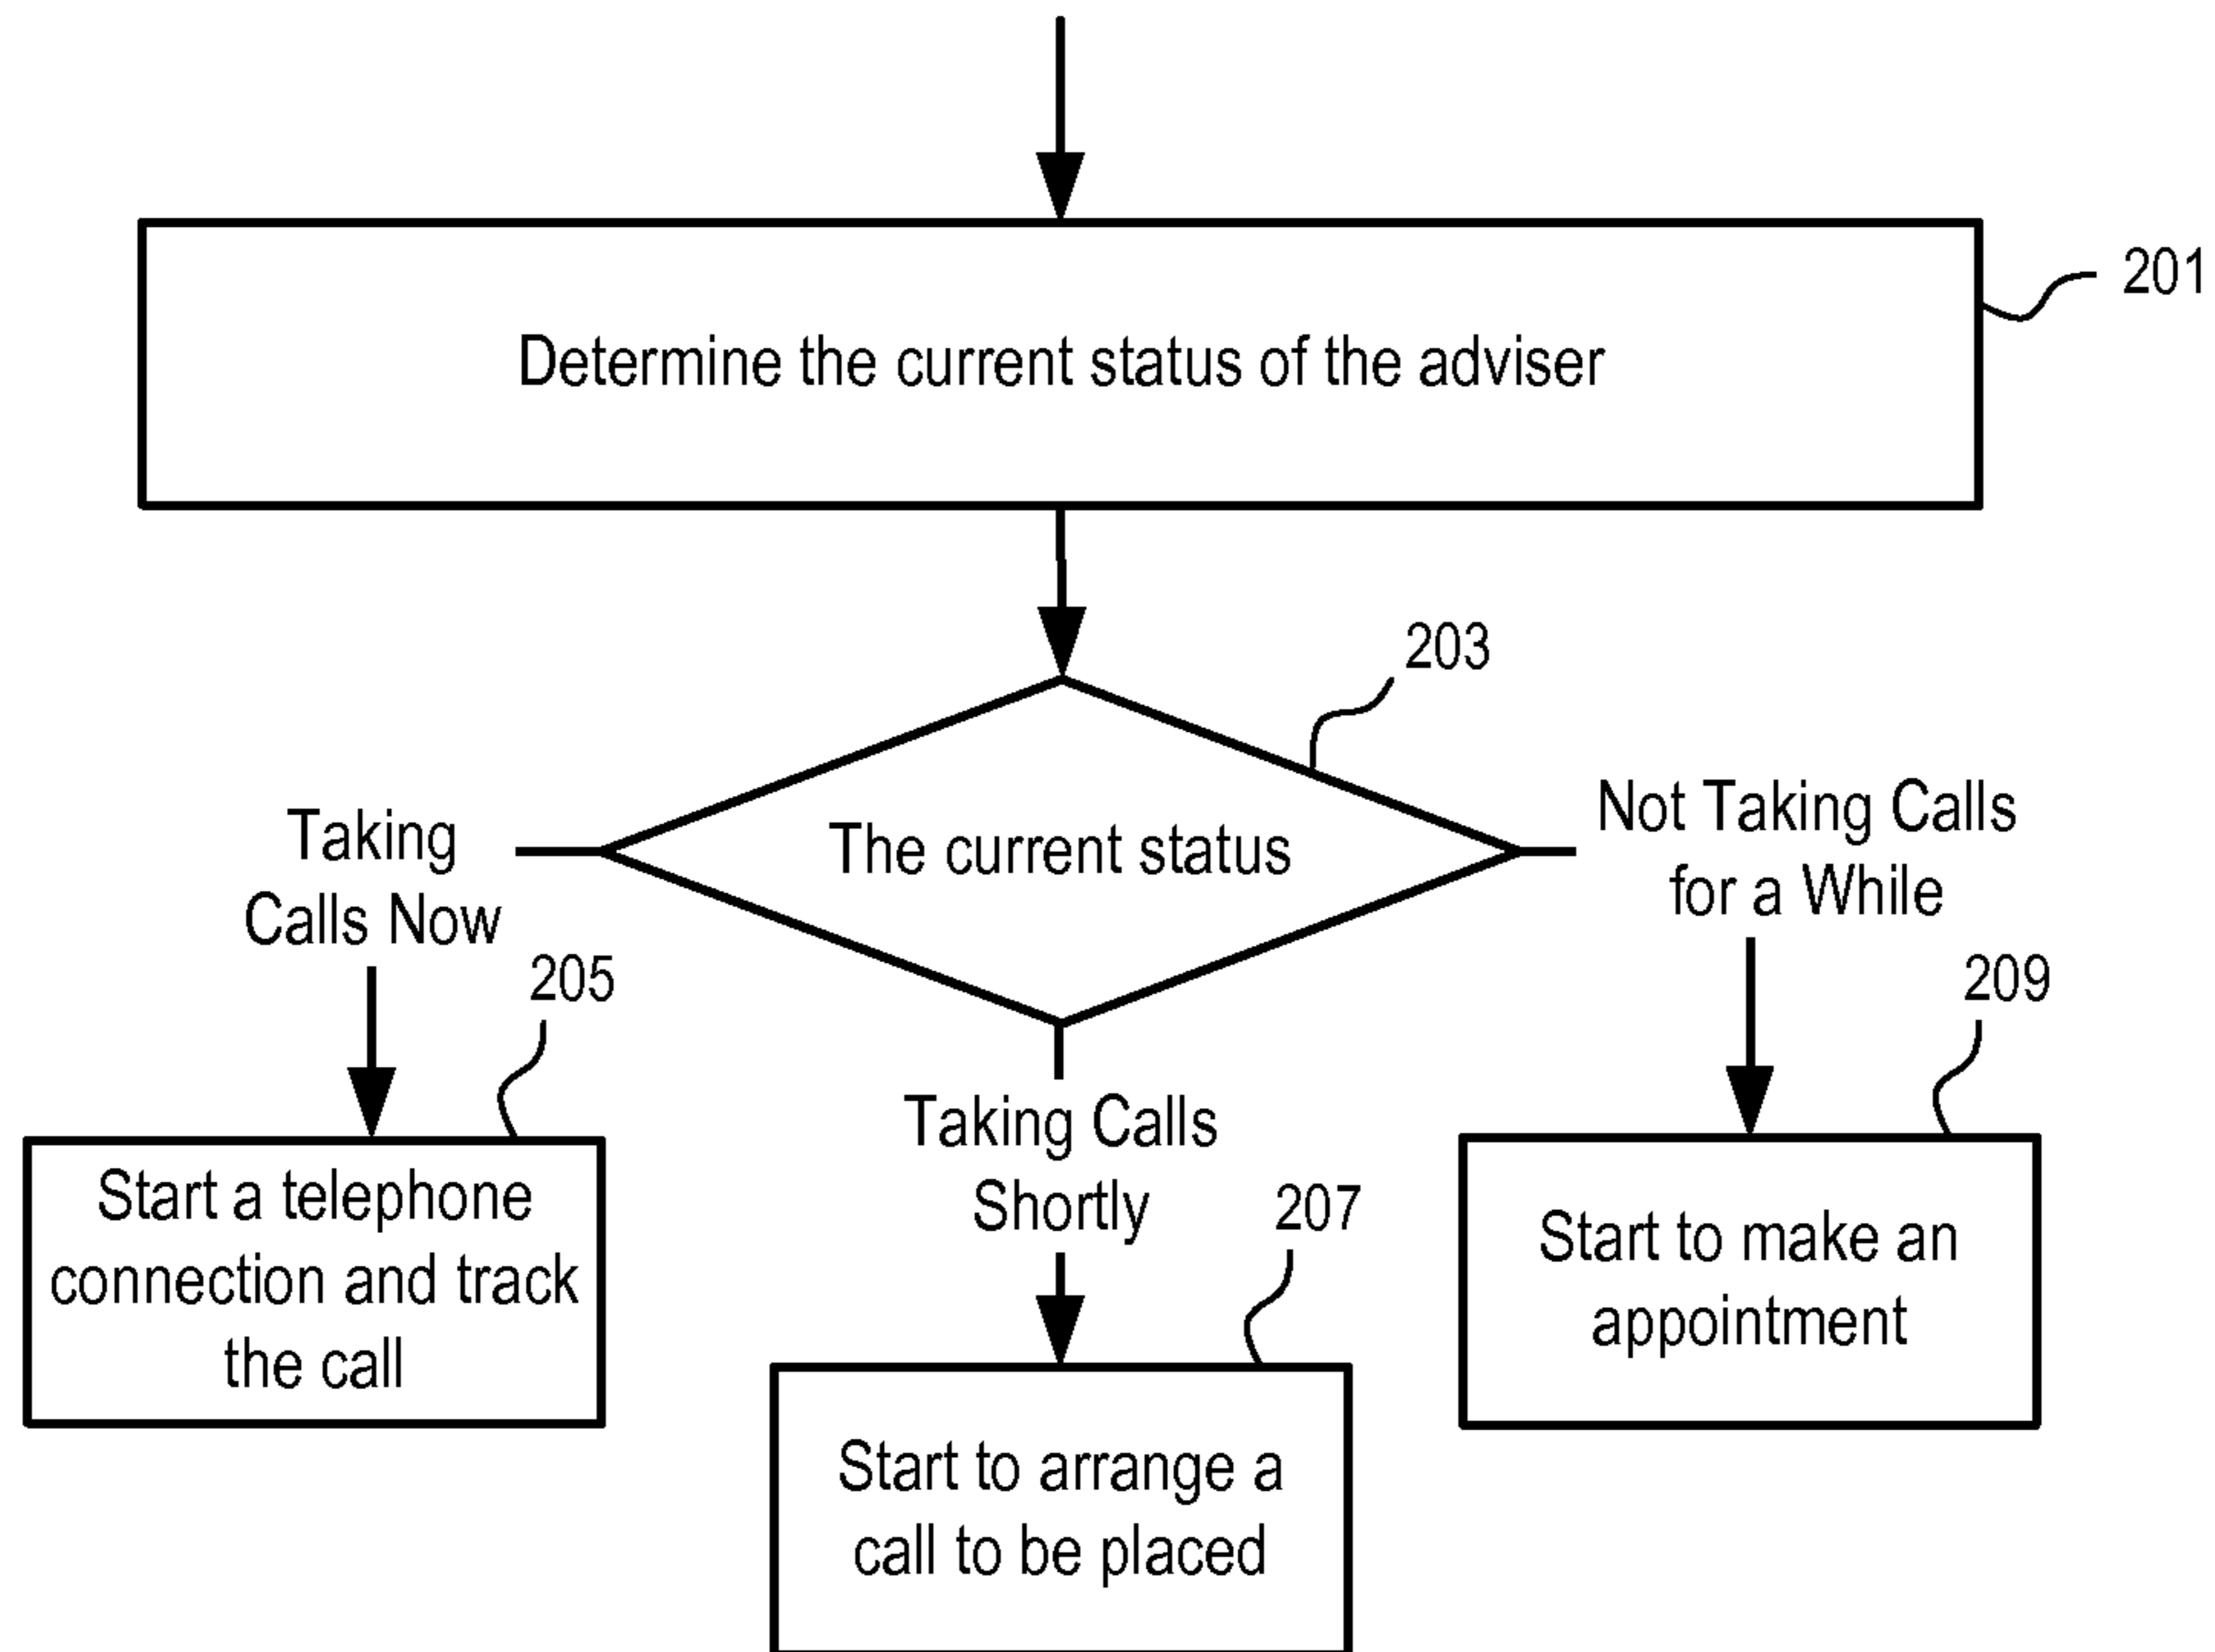 201
Determine the current status of the adviser
203
The current status
Taking
Calls Now
Not Taking Calls
for a While
205
209
Taking Calls
Shortly
207
Start a telephone
connection and track
the call
Start to make an
appointment
Start to arrange a
call to be placed